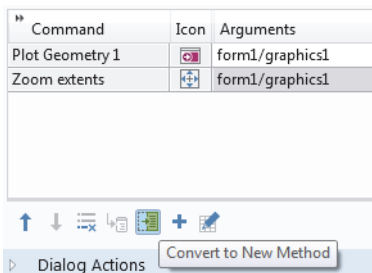 Command Icon Arguments
Plot Geometry 1 form1/graphics1
Zoom extents form1/graphics1
Convert to New Method
Dialog Actions